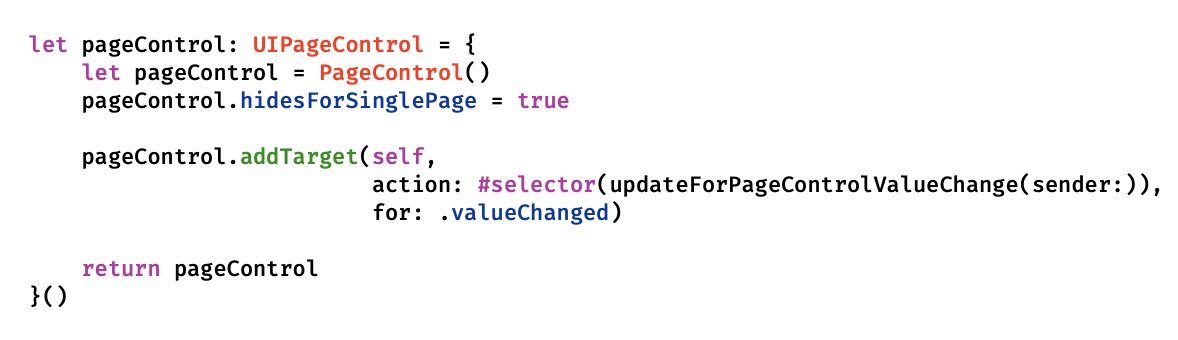 let pageControl: UIPageControl = {
    let pageControl = PageControl()
    pageControl.hidesForSinglePage = true

    pageControl.addTarget(self,
                          action: #selector(updateForPageControlValueChange(sender:)),
                          for: .valueChanged)

    return pageControl
}()